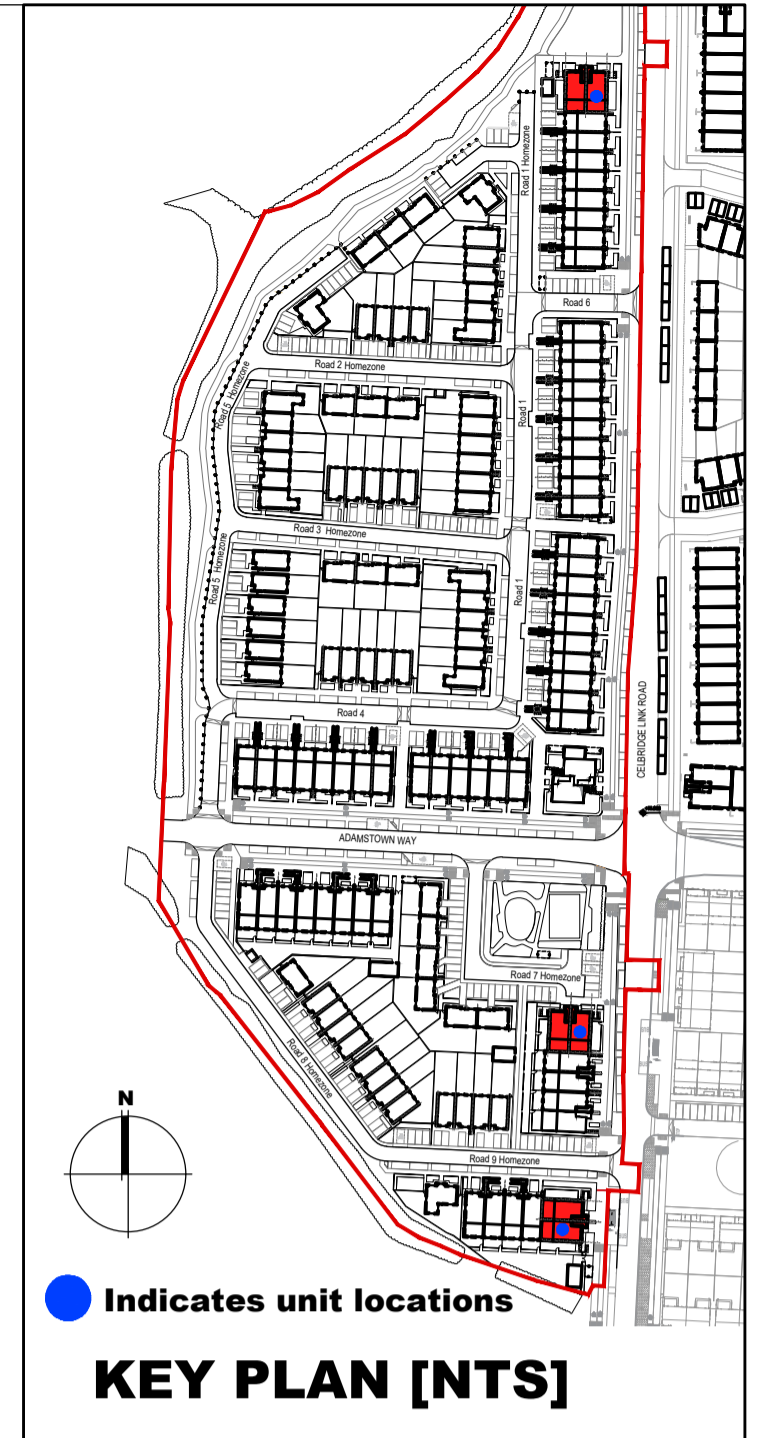 Road 1 Homezone
Road 6
Road 2 Homezone
Road 5 Homezone
Road 1
Road 3 Homezone
Road 5 Homezone
Road 1
CELBRIDGE LINK ROAD
Road 4
ADAMSTOWN WAY
Road 7 Homezone
Road 8 Homezone
N
Road 9 Homezone
Indicates unit locations
KEY PLAN [NTS]